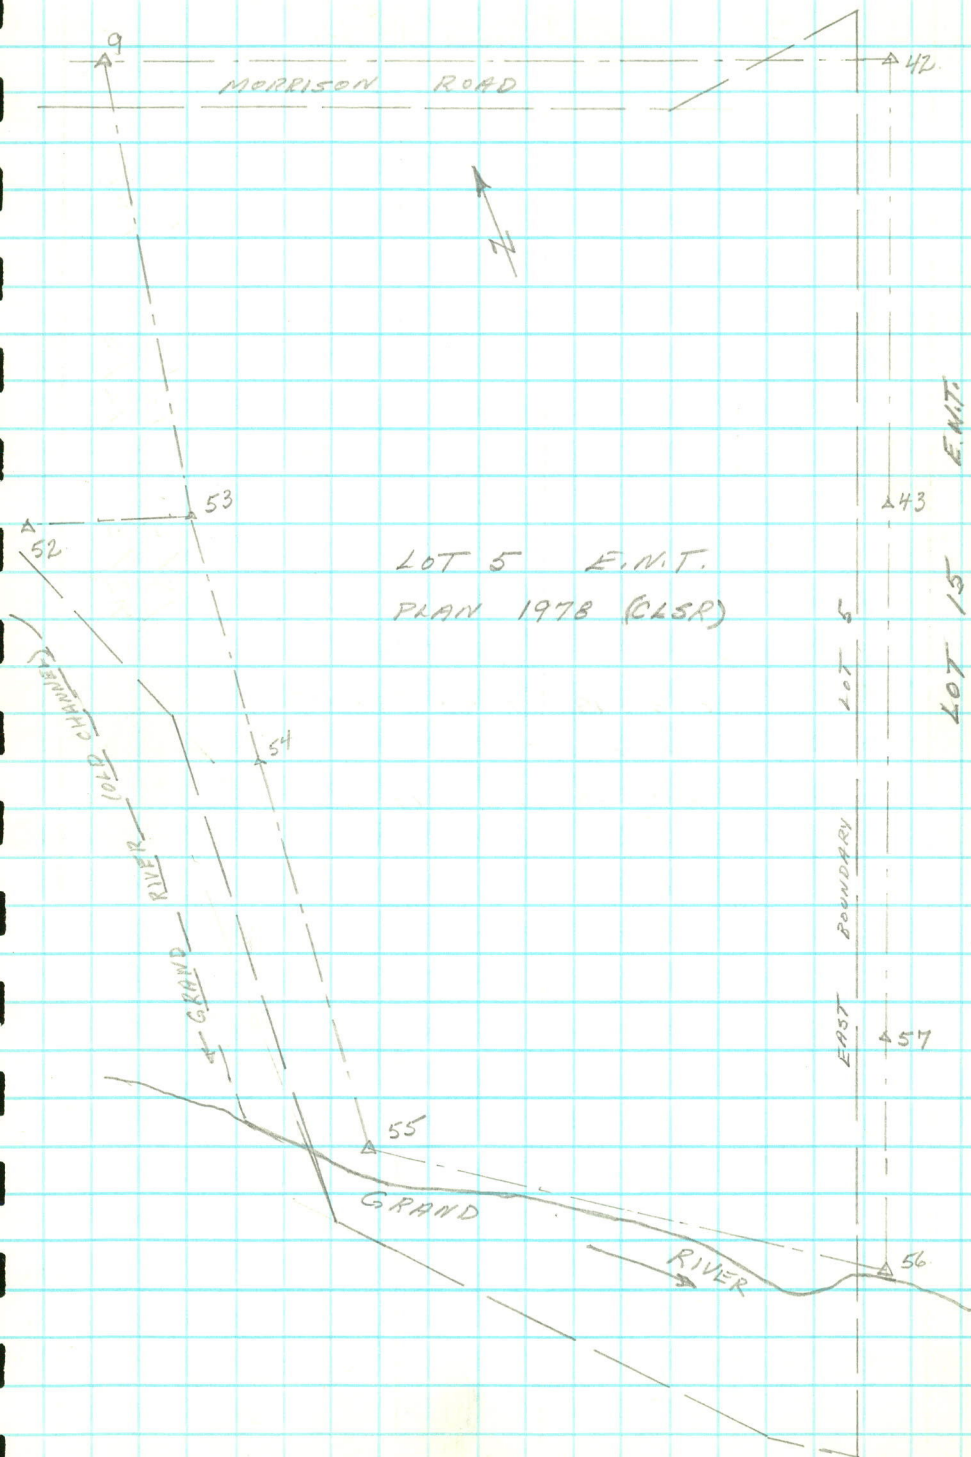 9
42
MORRISON ROAD
N
E.N.T.
43
53
52
LOT 5 E.N.T.
PLAN 1978 (CLSR)
LOT 15
EAST BOUNDARY LOT 5
54
GRAND RIVER (OLD CHANNEL)
57
55
GRAND
RIVER
56